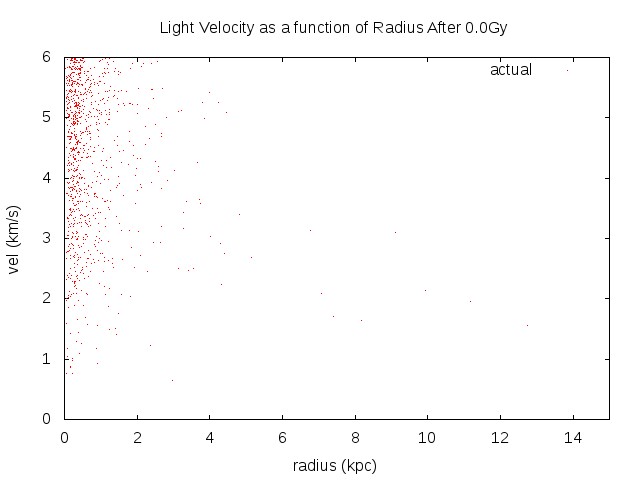 Light Velocity as a function of Radius After 0.0Gy
actual
6
5
4
3
2
1
0
vel (km/s)
0 2 4 6 8 10 12 14
radius (kpc)